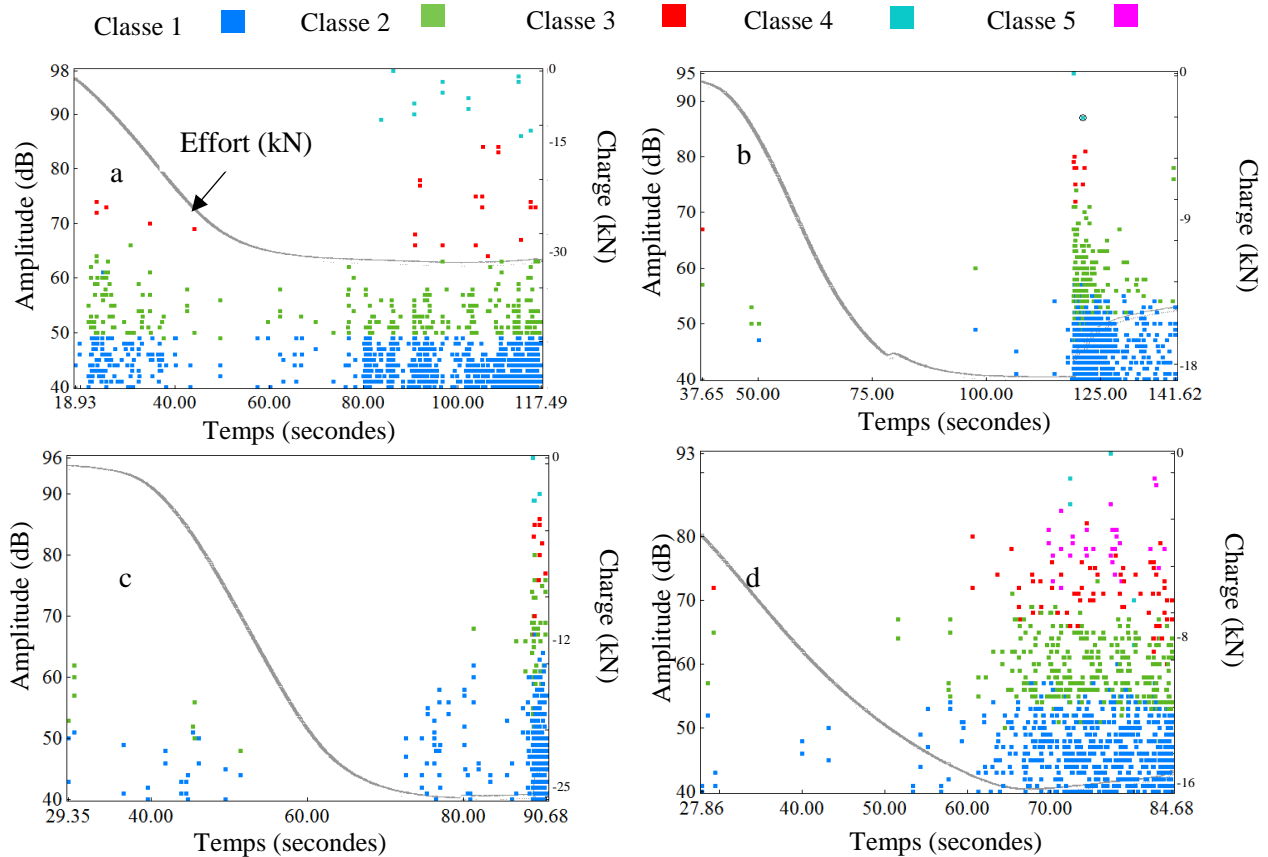 Classe 1 Classe 2 Classe 3 Classe 4 Classe 5
98
90
80
70
60
50
40
Amplitude (dB)
a
Effort (kN)
0
-15
-30
Charge (kN)
18.93 40.00 60.00 80.00 100.00 117.49
Temps (secondes)
95
90
80
70
60
50
40
Amplitude (dB)
b
0
-9
-18
Charge (kN)
37.65 50.00 75.00 100.00 125.00 141.62
Temps (secondes)
96
90
80
70
60
50
40
Amplitude (dB)
c
0
-12
-25
Charge (kN)
29.35 40.00 60.00 90.68
Temps (secondes)
93
80
70
60
50
40
Amplitude (dB)
d
0
-8
-16
Charge (kN)
27.86 40.00 50.00 60.00 70.00 84.68
Temps (secondes)